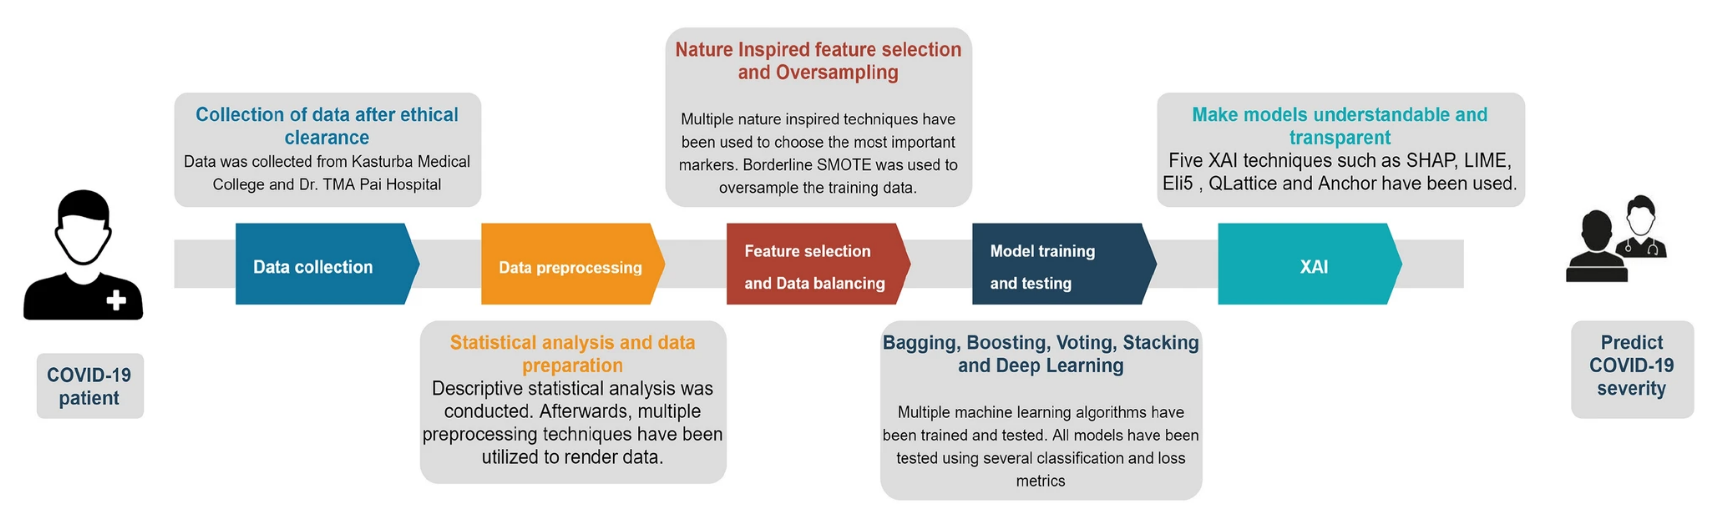 COVID-19
patient
Collection of data after ethical
clearance
Data was collected from Kasturba Medical
College and Dr. TMA Pai Hospital
Data collection
Data preprocessing
Statistical analysis and data
preparation
Descriptive statistical analysis was
conducted. Afterwards, multiple
preprocessing techniques have been
utilized to render data.
Nature Inspired feature selection
and Oversampling
Multiple nature inspired techniques have
been used to choose the most important
markers. Borderline SMOTE was used to
oversample the training data.
Feature selection
and Data balancing
Model training
and testing
Bagging, Boosting, Voting, Stacking
and Deep Learning
Multiple machine learning algorithms have
been trained and tested. All models have been
tested using several classification and loss
metrics
Make models understandable and
transparent
Five XAI techniques such as SHAP, LIME,
Eli5 , QLattice and Anchor have been used.
XAI
Predict
COVID-19
severity